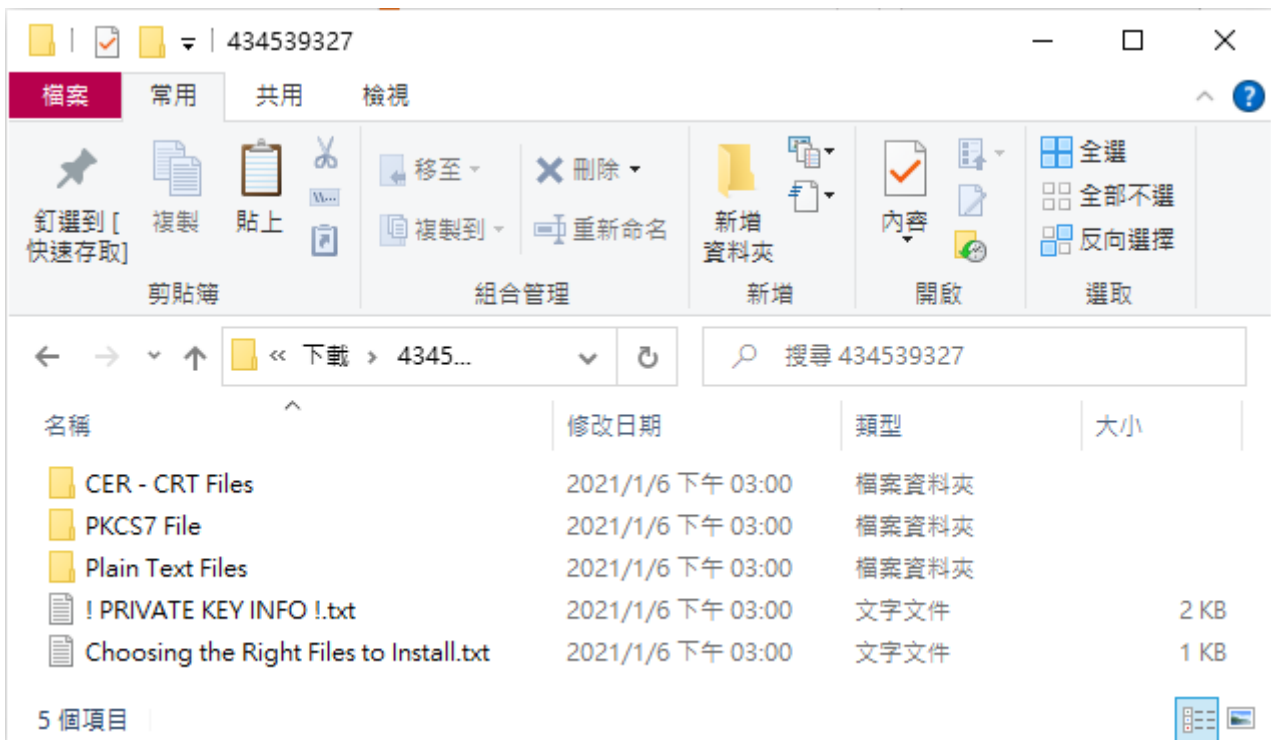 434539327
檔案 常用 共用 檢視
釘選到 [
快速存取]
複製
貼上
移至
複製到
刪除
重新命名
新增
資料夾
內容
全選
全部不選
反向選擇
剪貼簿 組合管理 新增 開啟 選取
« 下載 › 4345... 搜尋 434539327
名稱 修改日期 類型 大小
CER - CRT Files 2021/1/6 下午 03:00 檔案資料夾
PKCS7 File 2021/1/6 下午 03:00 檔案資料夾
Plain Text Files 2021/1/6 下午 03:00 檔案資料夾
! PRIVATE KEY INFO !.txt 2021/1/6 下午 03:00 文字文件 2 KB
Choosing the Right Files to Install.txt 2021/1/6 下午 03:00 文字文件 1 KB
5 個項目